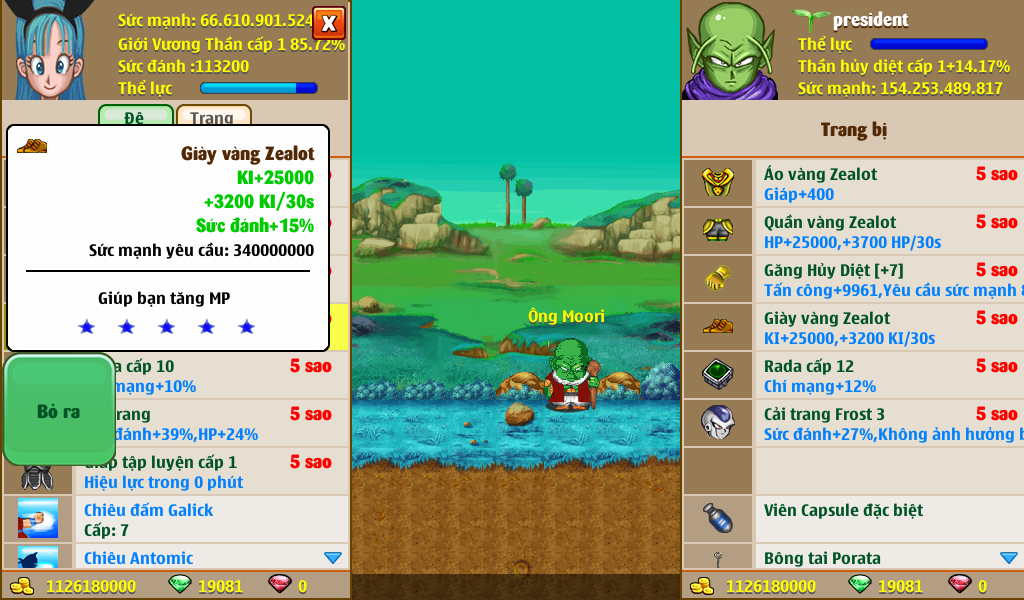 Sức mạnh: 66.610.901.524
Giới Vương Thần cấp 1 85.72%
Sức đánh :113200
Thể lực
X
Đệ
Trang
Giày vàng Zealot
KI+25000
+3200 KI/30s
Sức đánh+15%
Sức mạnh yêu cầu: 340000000
Giúp bạn tăng MP
cấp 10
5 sao
mạng+10%
Bỏ ra
trang
5 sao
đánh+39%,HP+24%
Giáp tập luyện cấp 1
5 sao
Hiệu lực trong 0 phút
Chiêu đấm Galick
Cấp: 7
Chiêu Antomic
1126180000
19081
0
Ông Moori
president
Thể lực
Thần hủy diệt cấp 1+14.17%
Sức mạnh: 154.253.489.817
Trang bị
Áo vàng Zealot
5 sao
Giáp+400
Quần vàng Zealot
5 sao
HP+25000,+3700 HP/30s
Găng Hủy Diệt [+7]
5 sao
Tấn công+9961,Yêu cầu sức mạnh
Giày vàng Zealot
5 sao
KI+25000,+3200 KI/30s
Rada cấp 12
5 sao
Chí mạng+12%
Cải trang Frost 3
5 sao
Sức đánh+27%,Không ảnh hưởng
Viên Capsule đặc biệt
Bông tai Porata
1126180000
19081
0